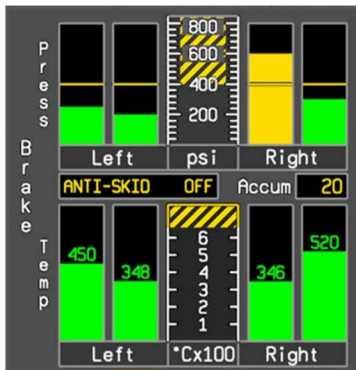 Press
800
600
400
200
Left psi Right
Brake
ANTI-SKID OFF Accum 20
Temp
450 348 346 520
6
5
4
3
2
1
Left °Cx100 Right